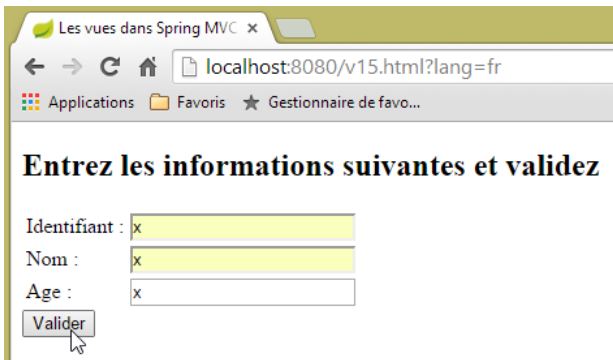 Les vues dans Spring MVC
localhost:8080/v15.html?lang=fr
Applications Favoris Gestionnaire de favo...
Entrez les informations suivantes et validez
Identifiant : x
Nom : x
Age : x
Valider